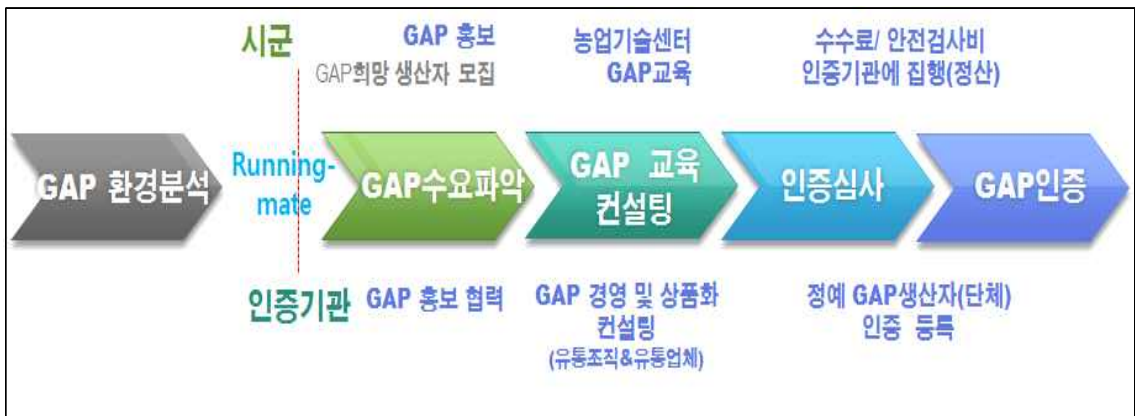 시군
GAP 홍보
GAP희망 생산자 모집
농업기술센터
GAP교육
수수료/ 안전검사비
인증기관에 집행(정산)
GAP 환경분석
Running-
mate
GAP수요파악
GAP 교육
컨설팅
인증심사
GAP인증
인증기관
GAP 홍보 협력
GAP 경영 및 상품화
컨설팅
(유통조직&유통업체)
정예 GAP생산자(단체)
인증 등록